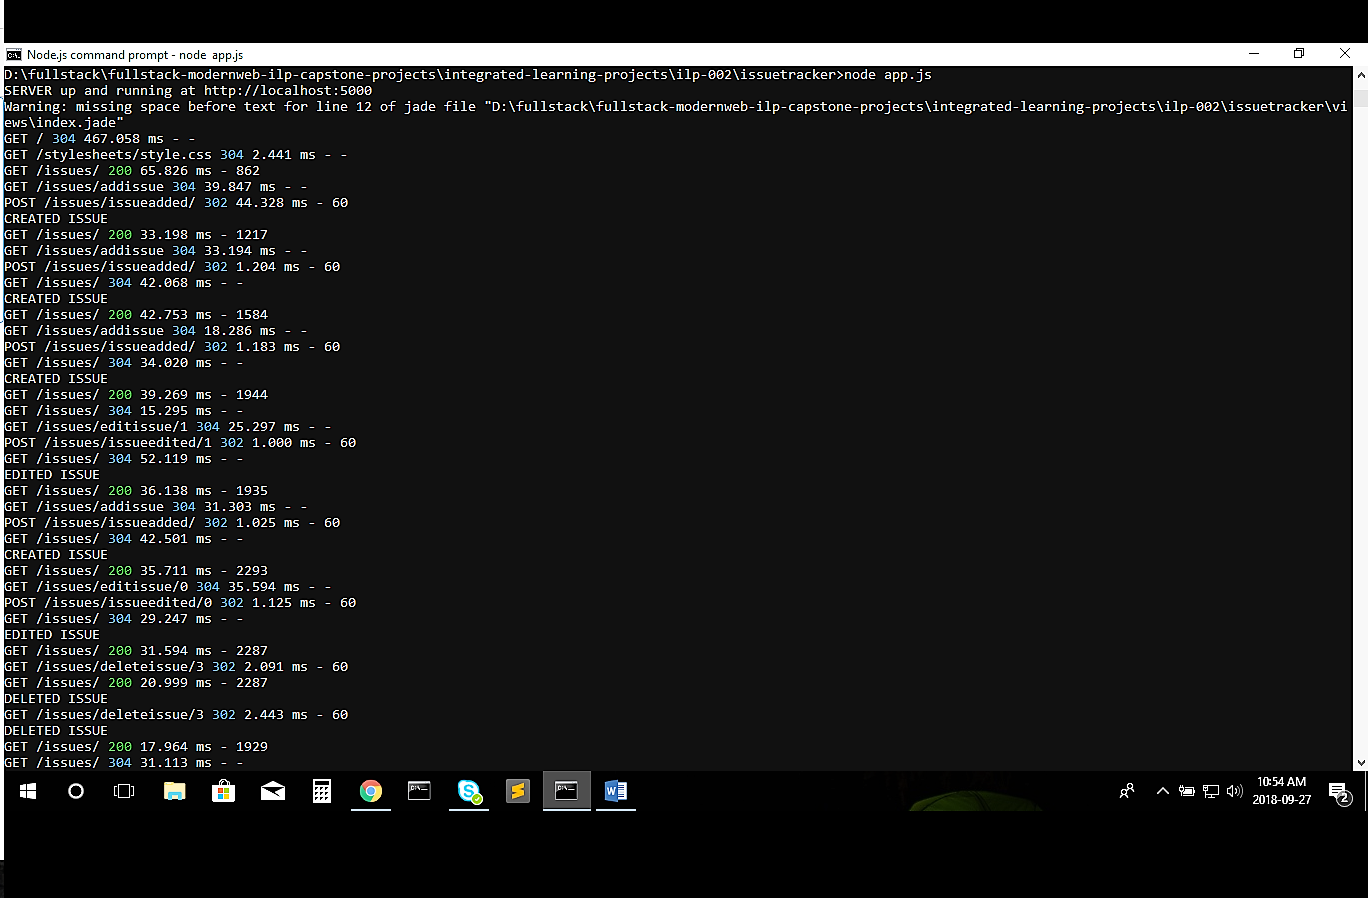 Node.js command prompt - node  app.js
D:\fullstack\fullstack-modernweb-ilp-capstone-projects\integrated-learning-projects\ilp-002\issuetracker>node app.js
SERVER up and running at http://localhost:5000
Warning: missing space before text for line 12 of jade file "D:\fullstack\fullstack-modernweb-ilp-capstone-projects\integrated-learning-projects\ilp-002\issuetracker\vi
ews\index.jade"
GET / 304 467.058 ms - -
GET /stylesheets/style.css 304 2.441 ms - -
GET /issues/ 200 65.826 ms - 862
GET /issues/addissue 304 39.847 ms - -
POST /issues/issueadded/ 302 44.328 ms - 60
CREATED ISSUE
GET /issues/ 200 33.198 ms - 1217
GET /issues/addissue 304 33.194 ms - -
POST /issues/issueadded/ 302 1.204 ms - 60
GET /issues/ 304 42.068 ms - -
CREATED ISSUE
GET /issues/ 200 42.753 ms - 1584
GET /issues/addissue 304 18.286 ms - -
POST /issues/issueadded/ 302 1.183 ms - 60
GET /issues/ 304 34.020 ms - -
CREATED ISSUE
GET /issues/ 200 39.269 ms - 1944
GET /issues/ 304 15.295 ms - -
GET /issues/editissue/1 304 25.297 ms - -
POST /issues/issueedited/1 302 1.000 ms - 60
GET /issues/ 304 52.119 ms - -
EDITED ISSUE
GET /issues/ 200 36.138 ms - 1935
GET /issues/addissue 304 31.303 ms - -
POST /issues/issueadded/ 302 1.025 ms - 60
GET /issues/ 304 42.501 ms - -
CREATED ISSUE
GET /issues/ 200 35.711 ms - 2293
GET /issues/editissue/0 304 35.594 ms - -
POST /issues/issueedited/0 302 1.125 ms - 60
GET /issues/ 304 29.247 ms - -
EDITED ISSUE
GET /issues/ 200 31.594 ms - 2287
GET /issues/deleteissue/3 302 2.091 ms - 60
GET /issues/ 200 20.999 ms - 2287
DELETED ISSUE
GET /issues/deleteissue/3 302 2.443 ms - 60
DELETED ISSUE
GET /issues/ 200 17.964 ms - 1929
GET /issues/ 304 31.113 ms - -
10:54 AM
2018-09-27
2